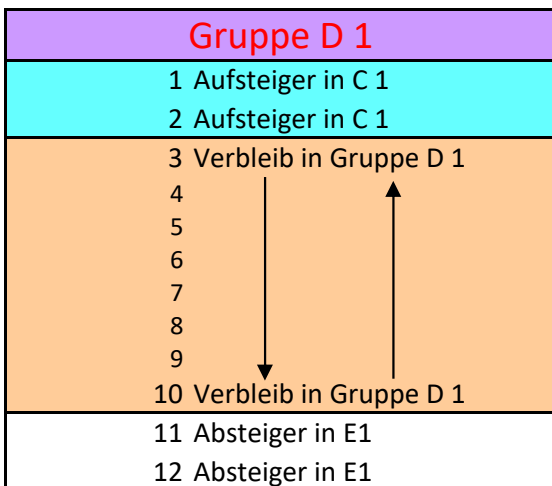 Gruppe D 1
1 Aufsteiger in C 1
2 Aufsteiger in C 1
3 Verbleib in Gruppe D 1
4
5
6
7
8
9
10 Verbleib in Gruppe D 1
11 Absteiger in E1
12 Absteiger in E1